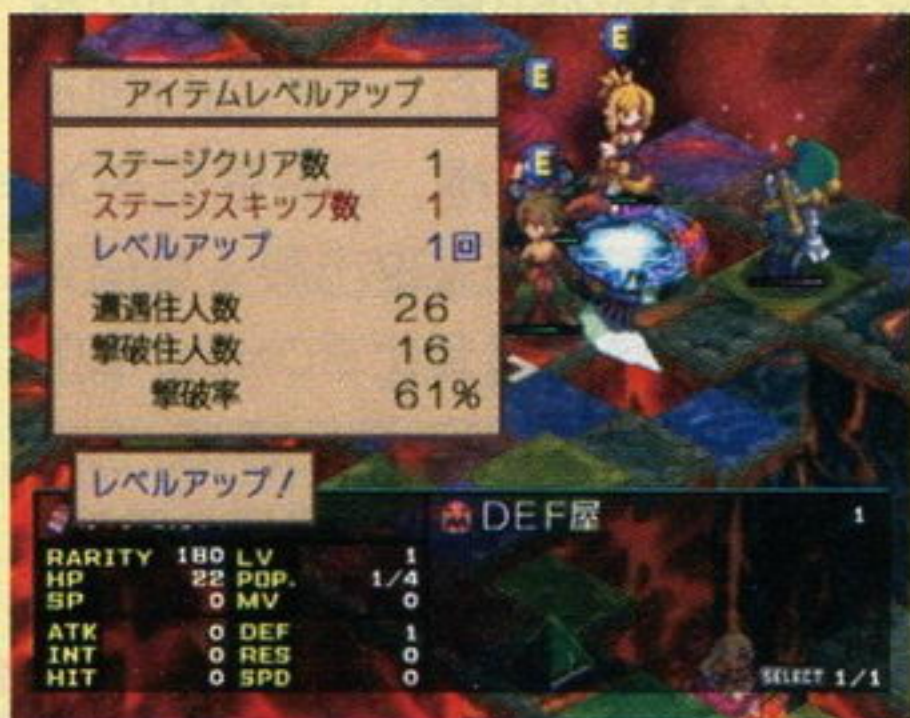 アイテムレベルアップ
ステージクリア数 1
ステージスキップ数 1
レベルアップ 1回
遭遇住人数 26
撃破住人数 16
撃破率 61%
E
E
E
レベルアップ!
DEF屋 1
RARITY 180 LV 1
HP 22 POP. 1/4
SP 0 MV 0
ATK 0 DEF 1
INT 0 RES 0
HIT 0 SPD 0
SELECT 1/1